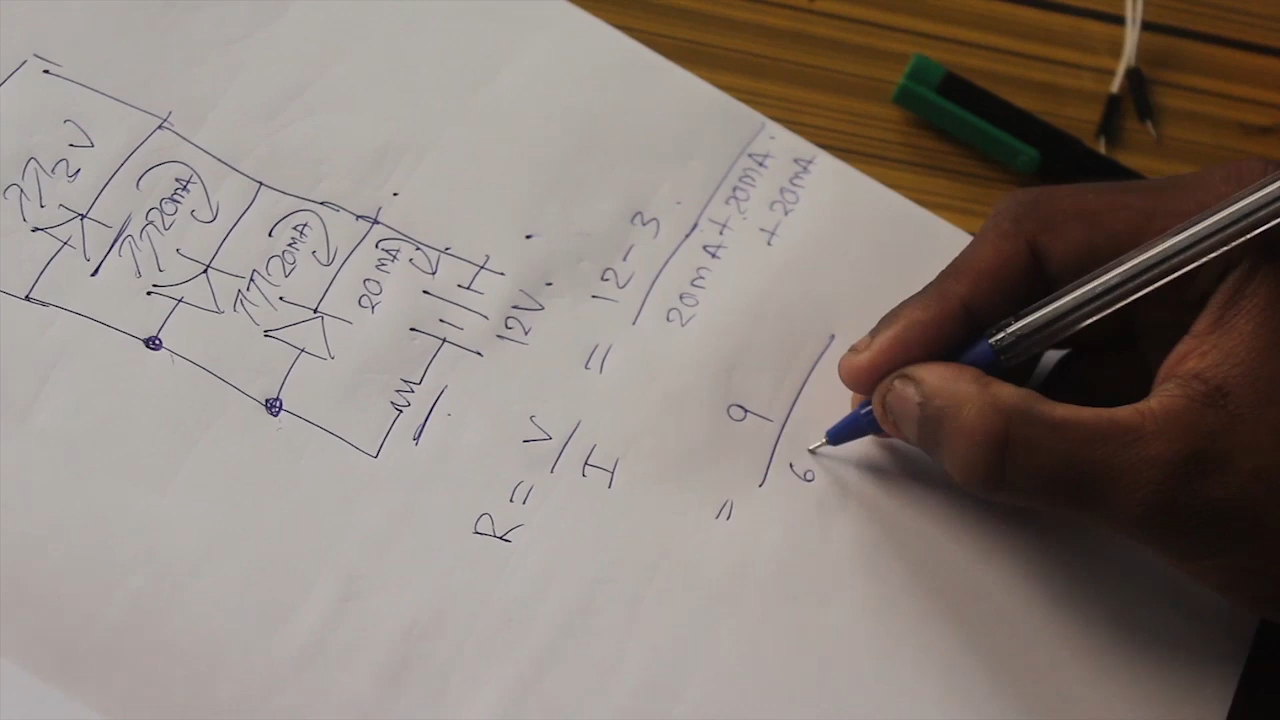 3V
20mA
20mA
20mA
12V.
R = V/I
= 12-3
20mA + 20mA.
+ 20mA
= 9
6